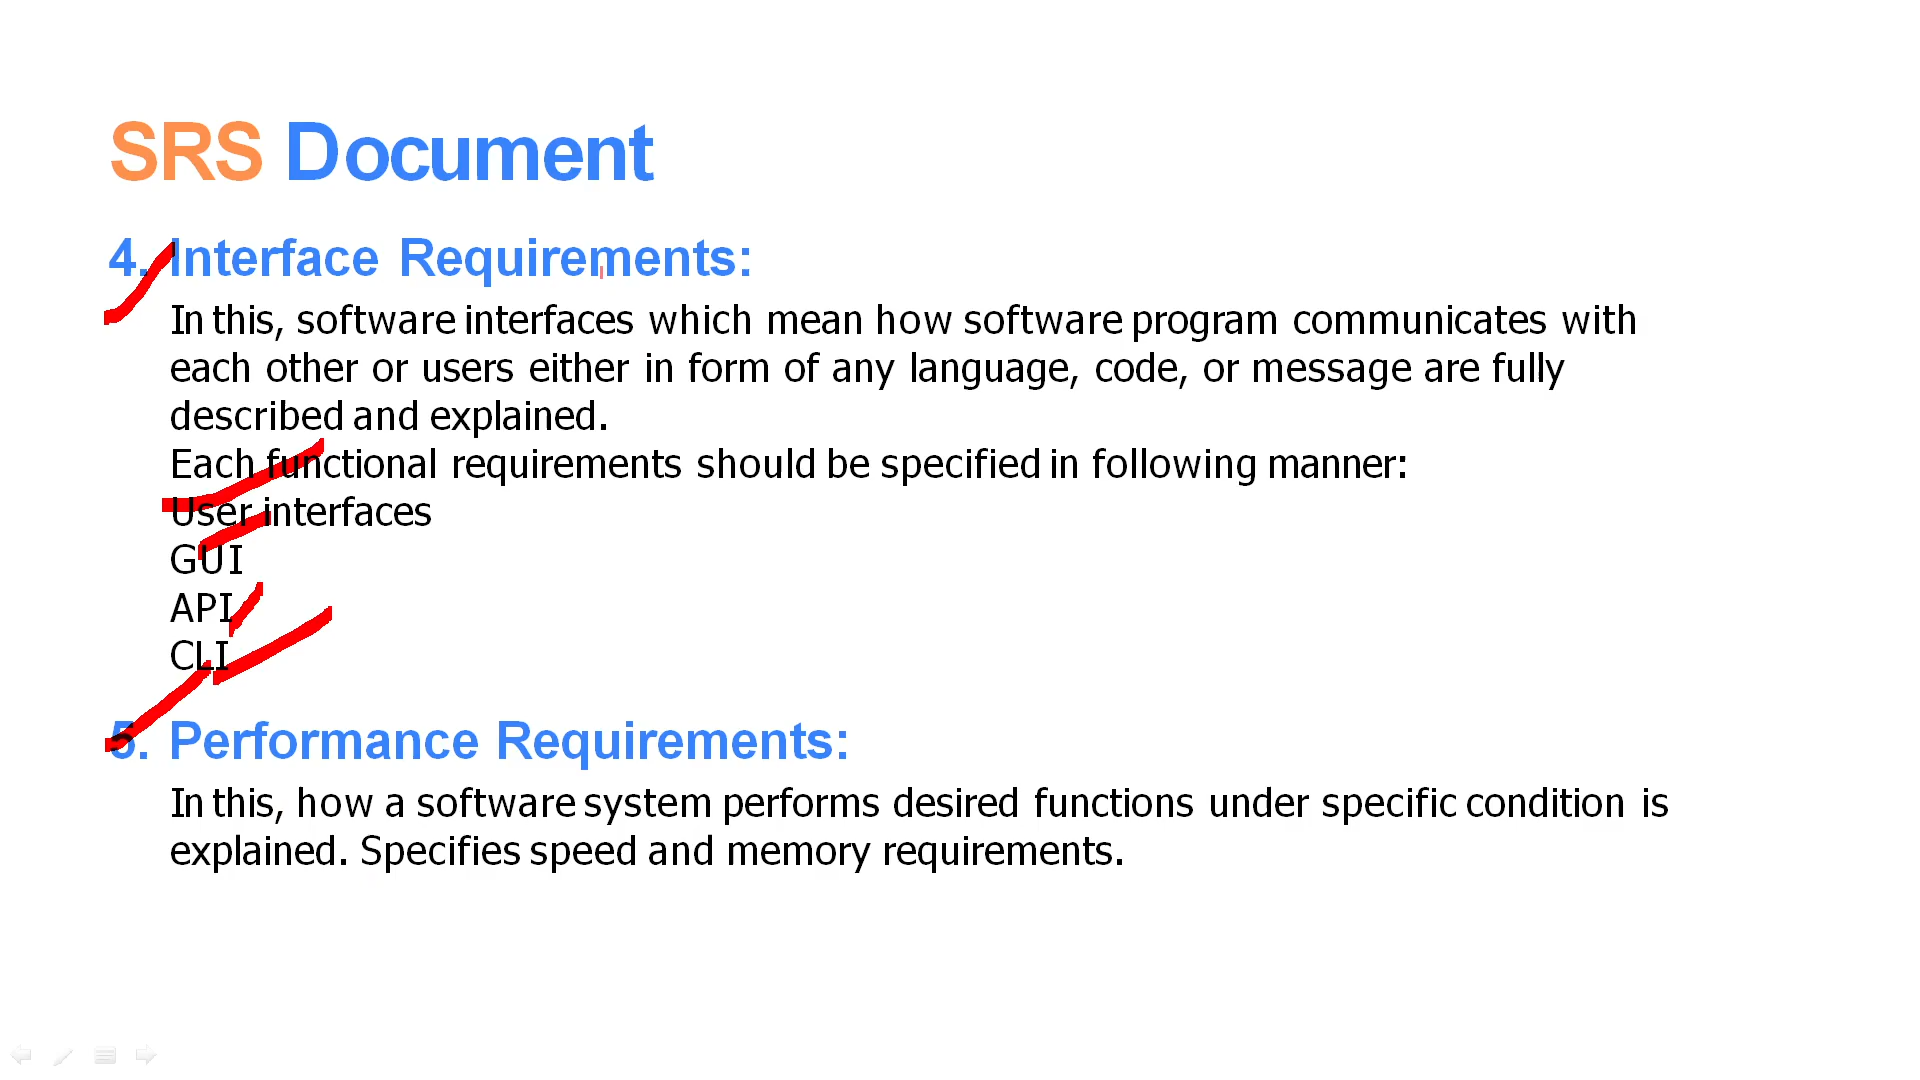 SRS Document
4. Interface Requirements:
In this, software interfaces which mean how software program communicates with
each other or users either in form of any language, code, or message are fully
described and explained.
Each functional requirements should be specified in following manner:
User interfaces
GUI
API
CLI
5. Performance Requirements:
In this, how a software system performs desired functions under specific condition is
explained. Specifies speed and memory requirements.